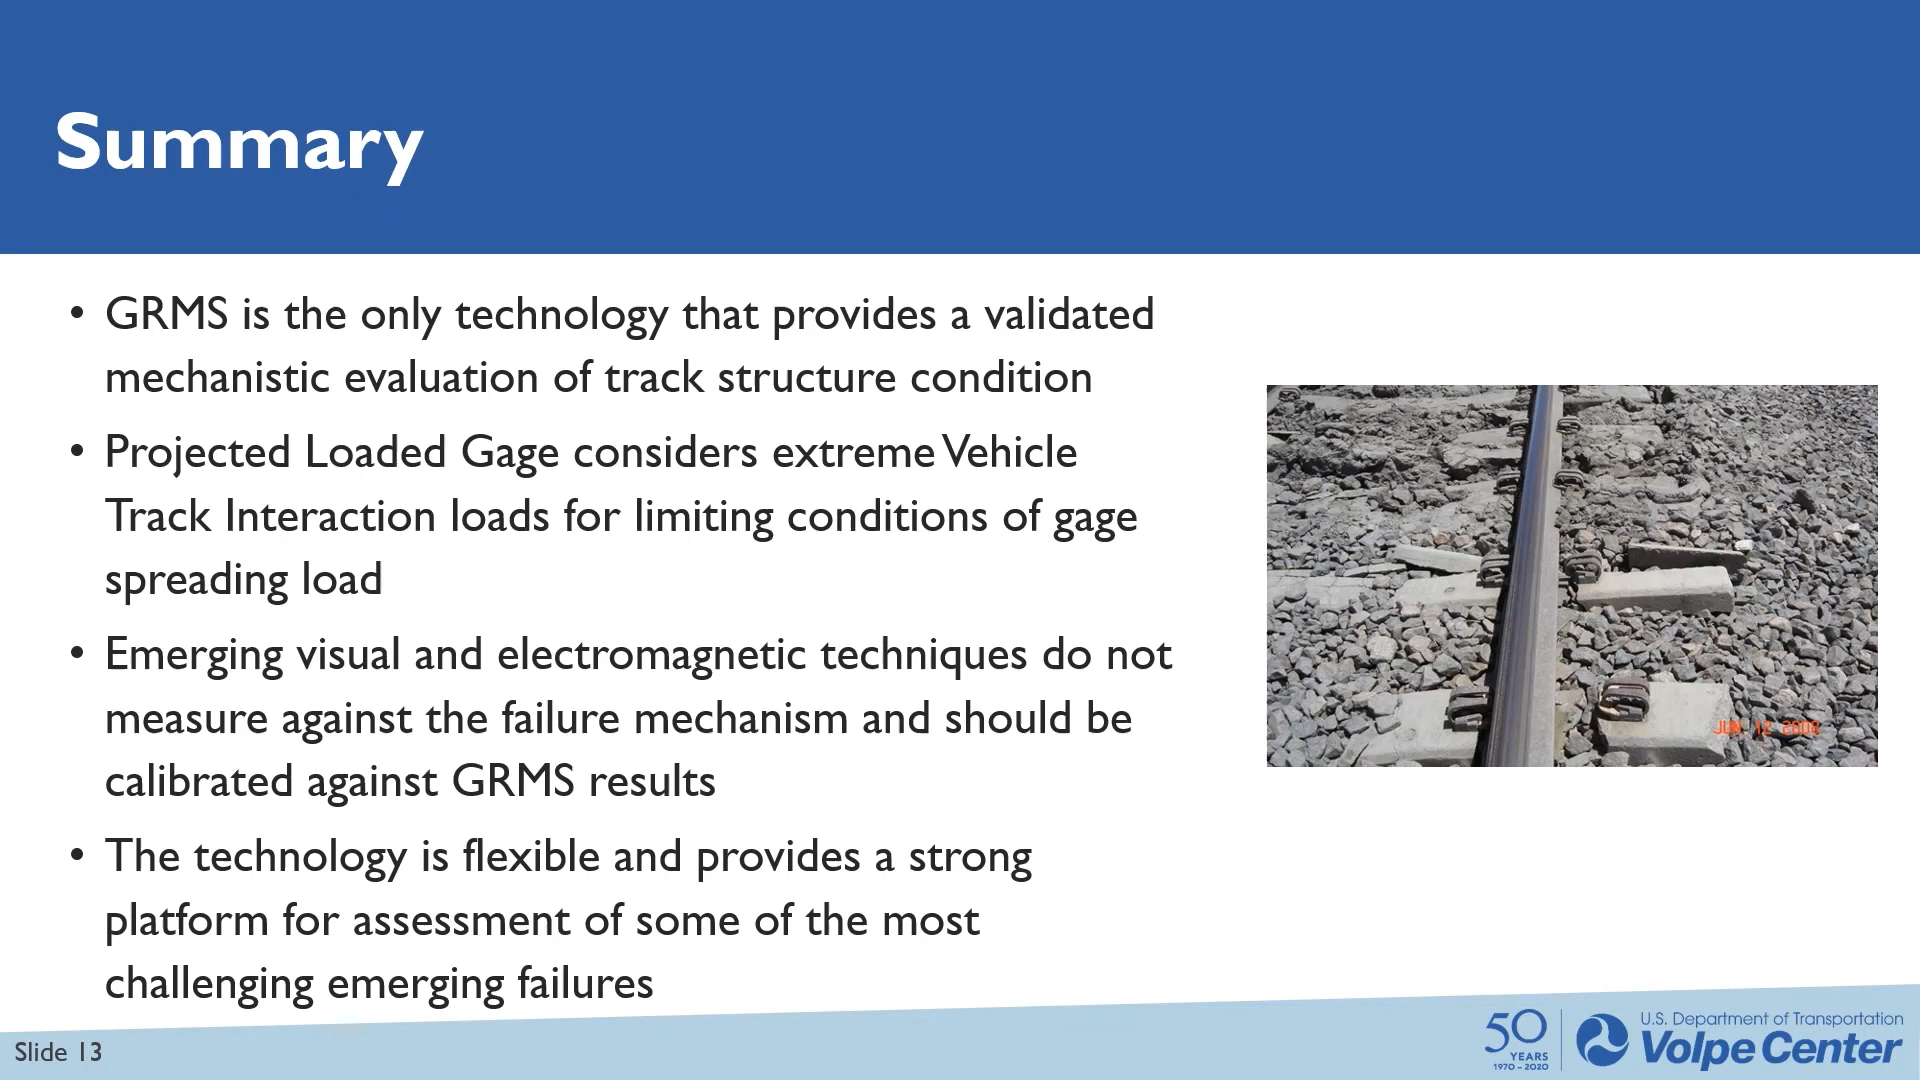 Summary
• GRMS is the only technology that provides a validated
mechanistic evaluation of track structure condition
• Projected Loaded Gage considers extreme Vehicle
Track Interaction loads for limiting conditions of gage
spreading load
• Emerging visual and electromagnetic techniques do not
measure against the failure mechanism and should be
calibrated against GRMS results
• The technology is flexible and provides a strong
platform for assessment of some of the most
challenging emerging failures
JUN 12 2008
Slide 13
50
YEARS
1970 – 2020
U.S. Department of Transportation
Volpe Center